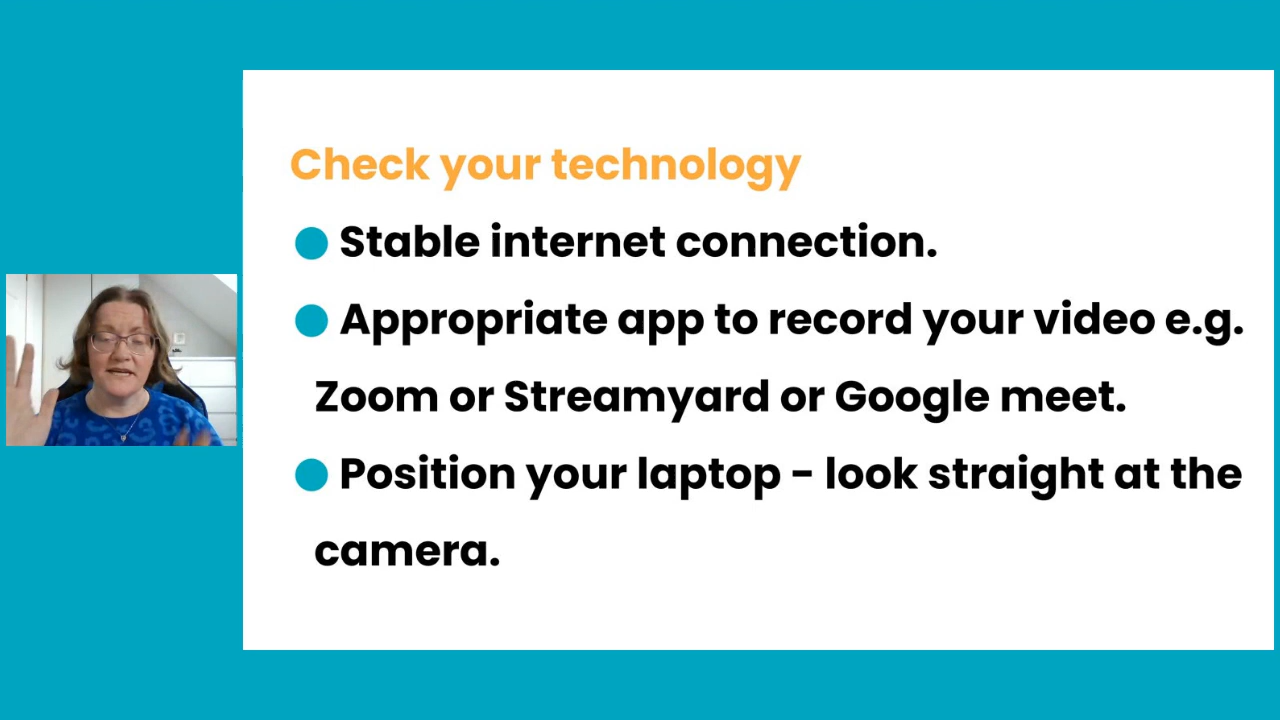 Check your technology
Stable internet connection.
Appropriate app to record your video e.g.
Zoom or Streamyard or Google meet.
Position your laptop - look straight at the
camera.